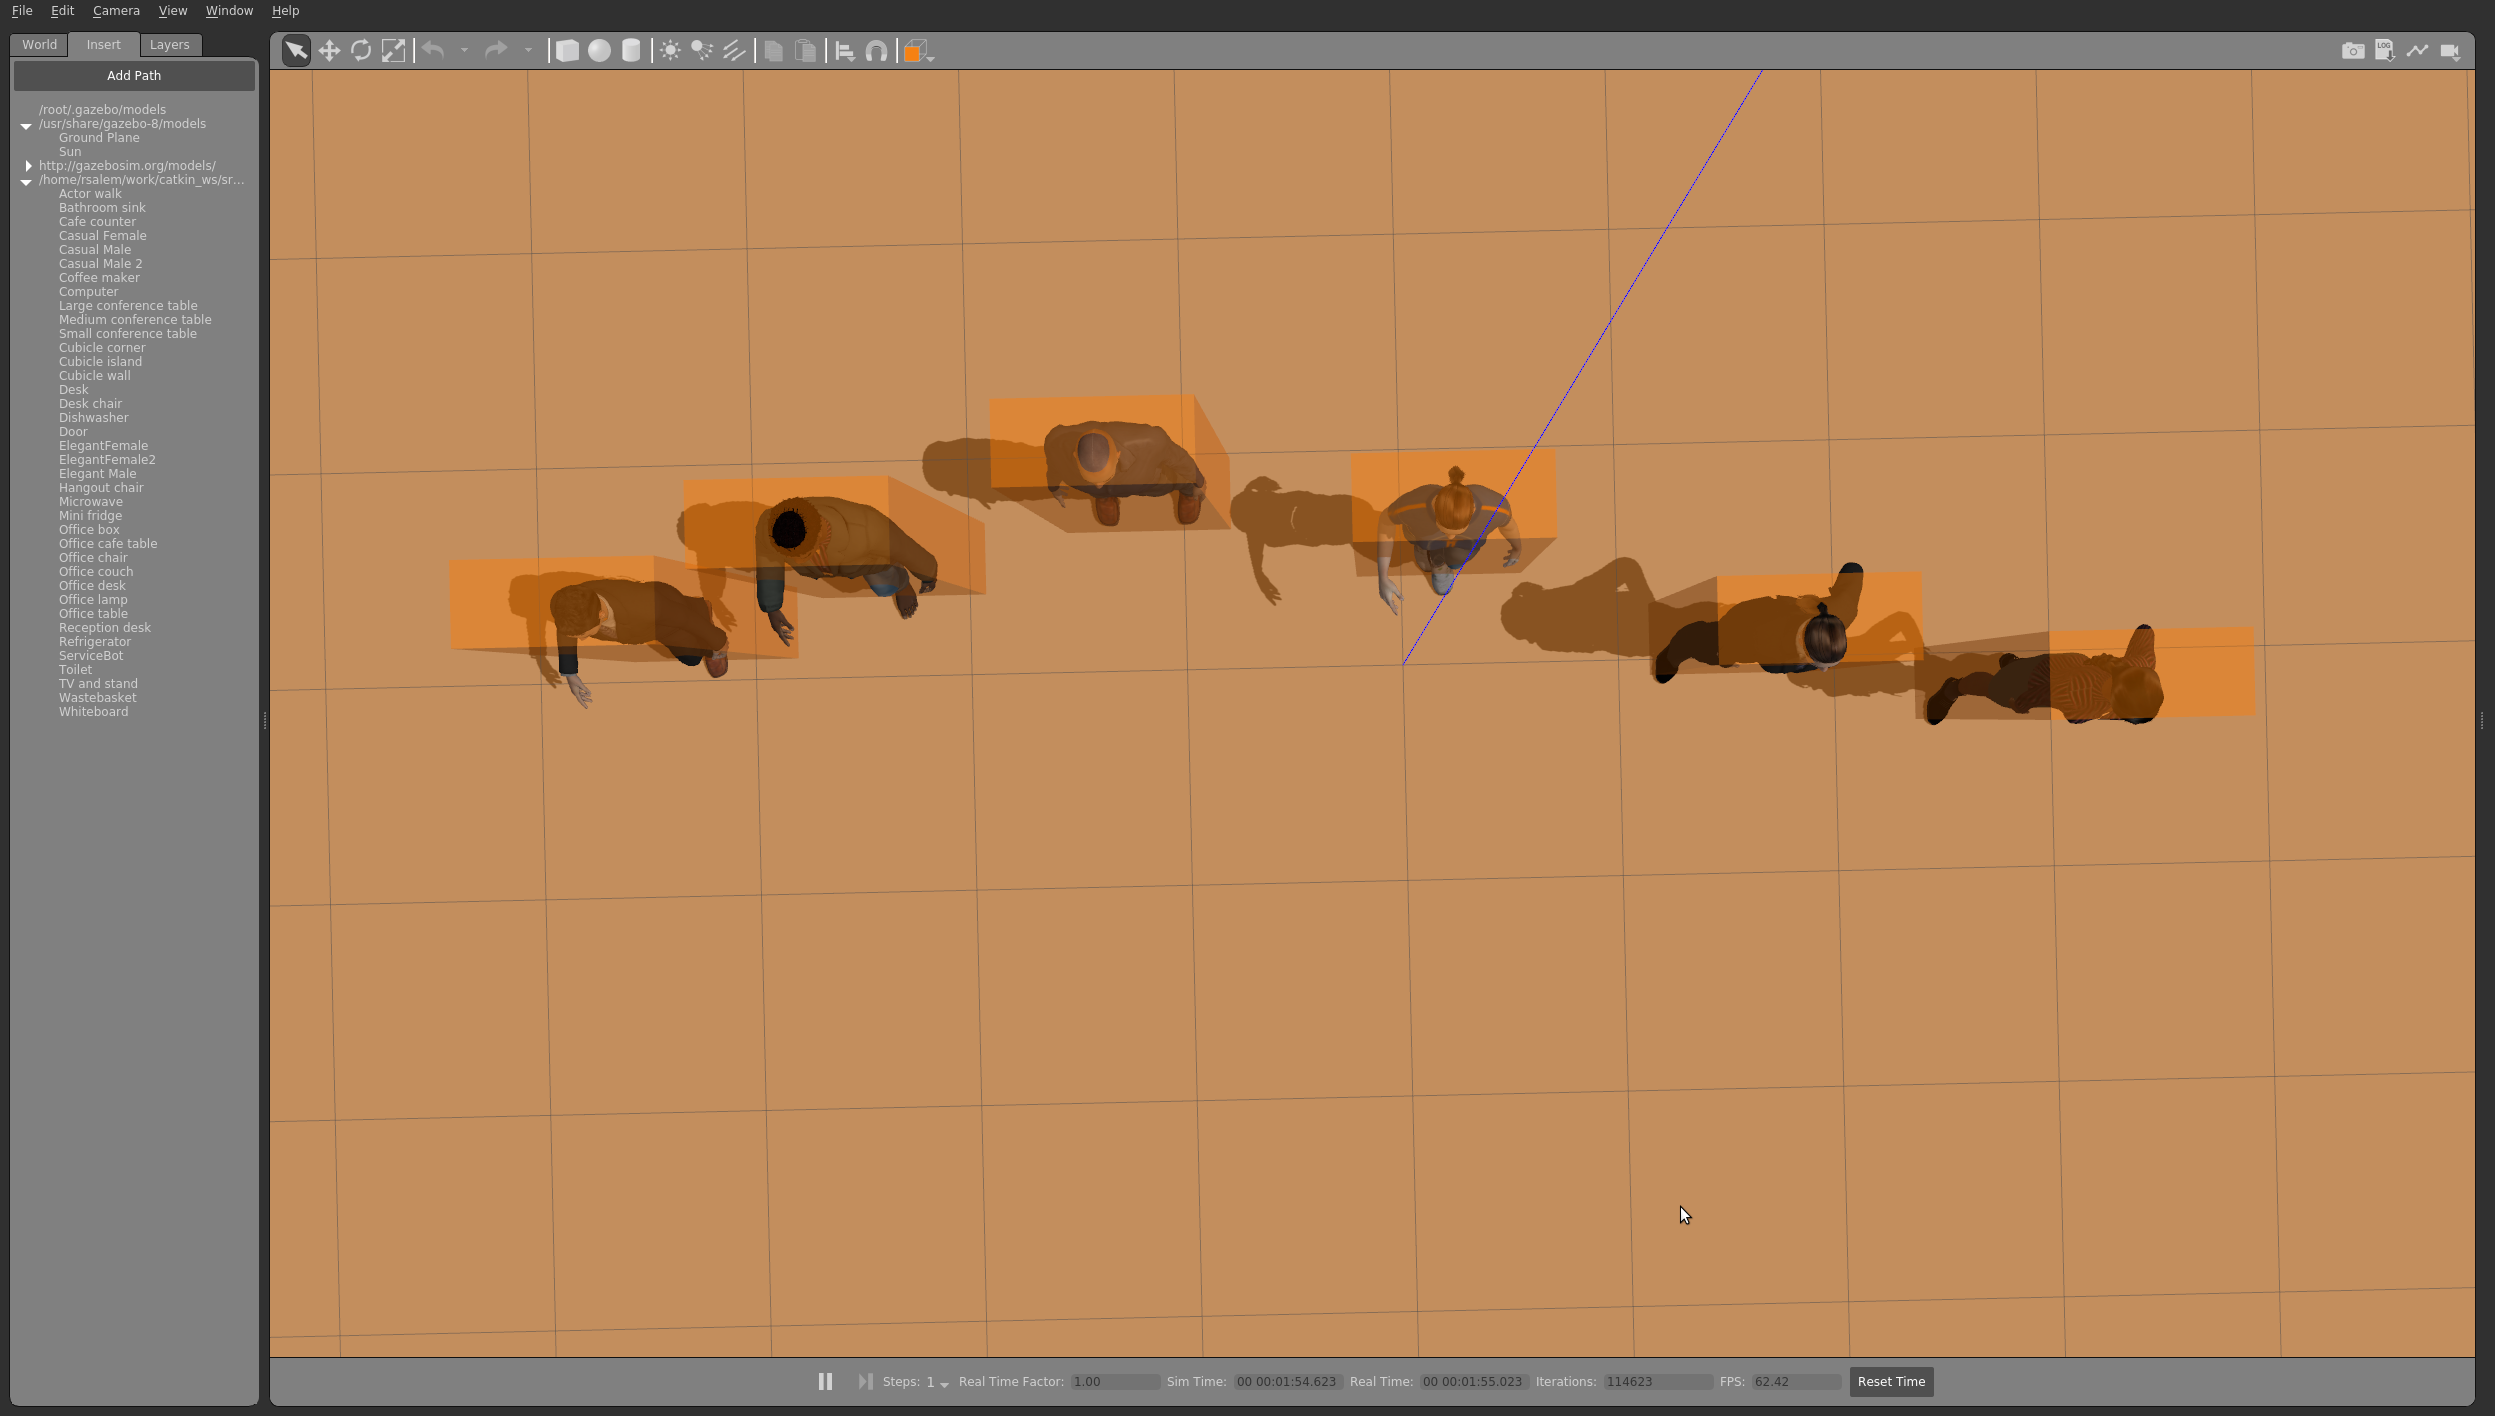 File Edit Camera View Window Help
World Insert Layers
LOG
Add Path
/root/.gazebo/models
/usr/share/gazebo-8/models
Ground Plane
Sun
http://gazebosim.org/models/
/home/rsalem/work/catkin_ws/sr...
Actor walk
Bathroom sink
Cafe counter
Casual Female
Casual Male
Casual Male 2
Coffee maker
Computer
Large conference table
Medium conference table
Small conference table
Cubicle corner
Cubicle island
Cubicle wall
Desk
Desk chair
Dishwasher
Door
ElegantFemale
ElegantFemale2
Elegant Male
Hangout chair
Microwave
Mini fridge
Office box
Office cafe table
Office chair
Office couch
Office desk
Office lamp
Office table
Reception desk
Refrigerator
ServiceBot
Toilet
TV and stand
Wastebasket
Whiteboard
Steps: 1 Real Time Factor: 1.00 Sim Time: 00 00:01:54.623 Real Time: 00 00:01:55.023 Iterations: 114623 FPS: 62.42 Reset Time